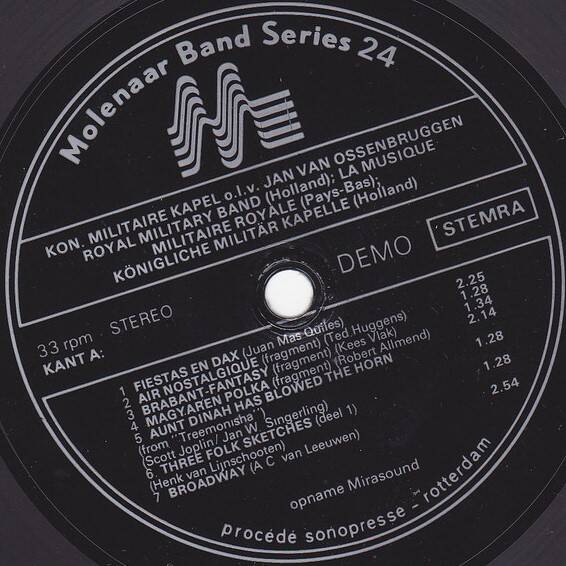 Molenaar Band Series 24
KON. MILITAIRE KAPEL o.l.v. JAN VAN OSSENBRUGGEN
ROYAL MILITARY BAND (Holland); LA MUSIQUE
MILITAIRE ROYALE (Pays-Bas);
KÖNIGLICHE MILITÄR KAPELLE (Holland)
DEMO
STEMRA
33 rpm STEREO
KANT A:
1 FIESTAS EN DAX (Juan Mas Quiles) 2.25
2 AIR NOSTALGIQUE (fragment) (Ted Huggens) 1.28
3 BRABANT-FANTASY (fragment) (Kees Vlak) 1.34
4 MAGYAREN POLKA (fragment) (Robert Allmend) 2.14
5 AUNT DINAH HAS BLOWED THE HORN
(from "Treemonisha") 1.28
(Scott Joplin/Jan W. Singerling)
6 THREE FOLK SKETCHES (deel 1) 1.28
(Henk van Lijnschooten)
7 BROADWAY (A C van Leeuwen) 2.54
opname Mirasound
procédé sonopresse - rotterdam